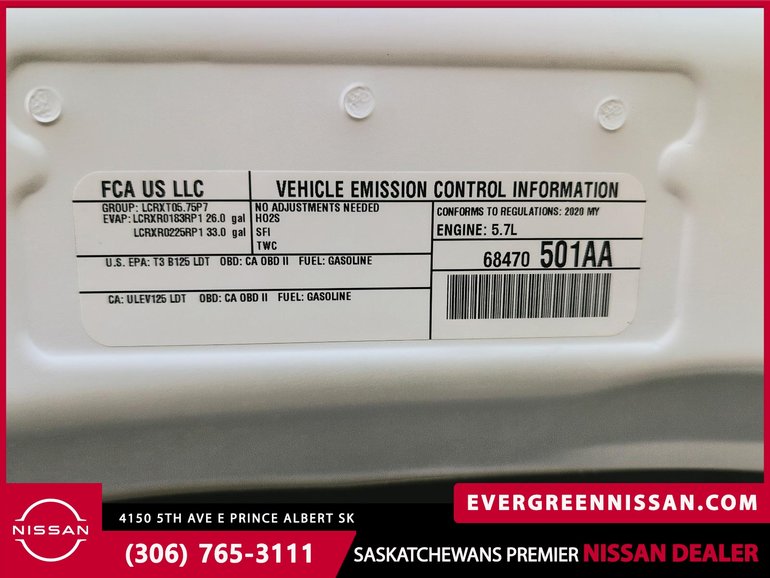 FCA US LLC
VEHICLE EMISSION CONTROL INFORMATION
GROUP: LCRXT05.75P7
EVAP: LCRXR0183RP1 26.0 gal
LCRXR0225RP1 33.0 gal
NO ADJUSTMENTS NEEDED
HO2S
SFI
TWC
CONFORMS TO REGULATIONS: 2020 MY
ENGINE: 5.7L
68470 501AA
U.S. EPA: T3 B125 LDT OBD: CA OBD II FUEL: GASOLINE
CA: ULEV125 LDT OBD: CA OBD II FUEL: GASOLINE
NISSAN
4150 5TH AVE E PRINCE ALBERT SK
(306) 765-3111
EVERGREENNISSAN.COM
SASKATCHEWANS PREMIER NISSAN DEALER